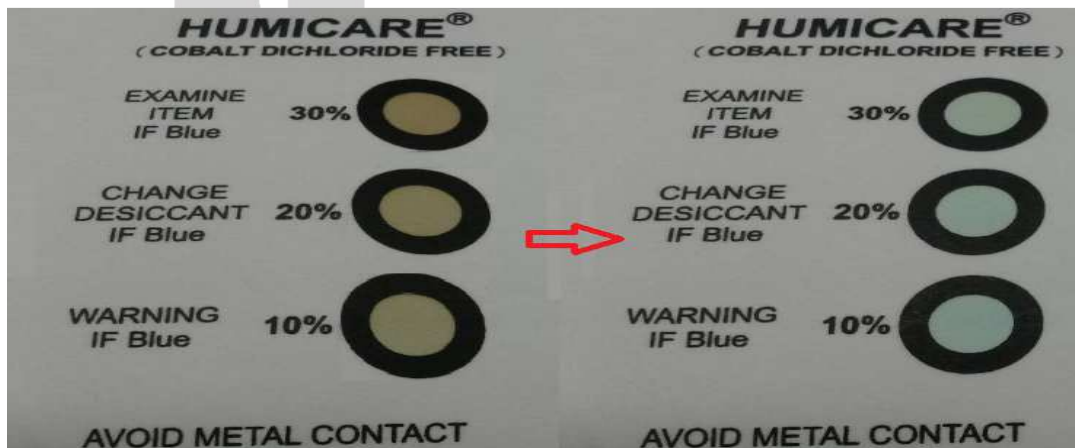 HUMICARE®
(COBALT DICHLORIDE FREE)
EXAMINE
ITEM
IF Blue
30%
CHANGE
DESICCANT
IF Blue
20%
WARNING
IF Blue
10%
AVOID METAL CONTACT
HUMICARE®
(COBALT DICHLORIDE FREE)
EXAMINE
ITEM
IF Blue
30%
CHANGE
DESICCANT
IF Blue
20%
WARNING
IF Blue
10%
AVOID METAL CONTACT